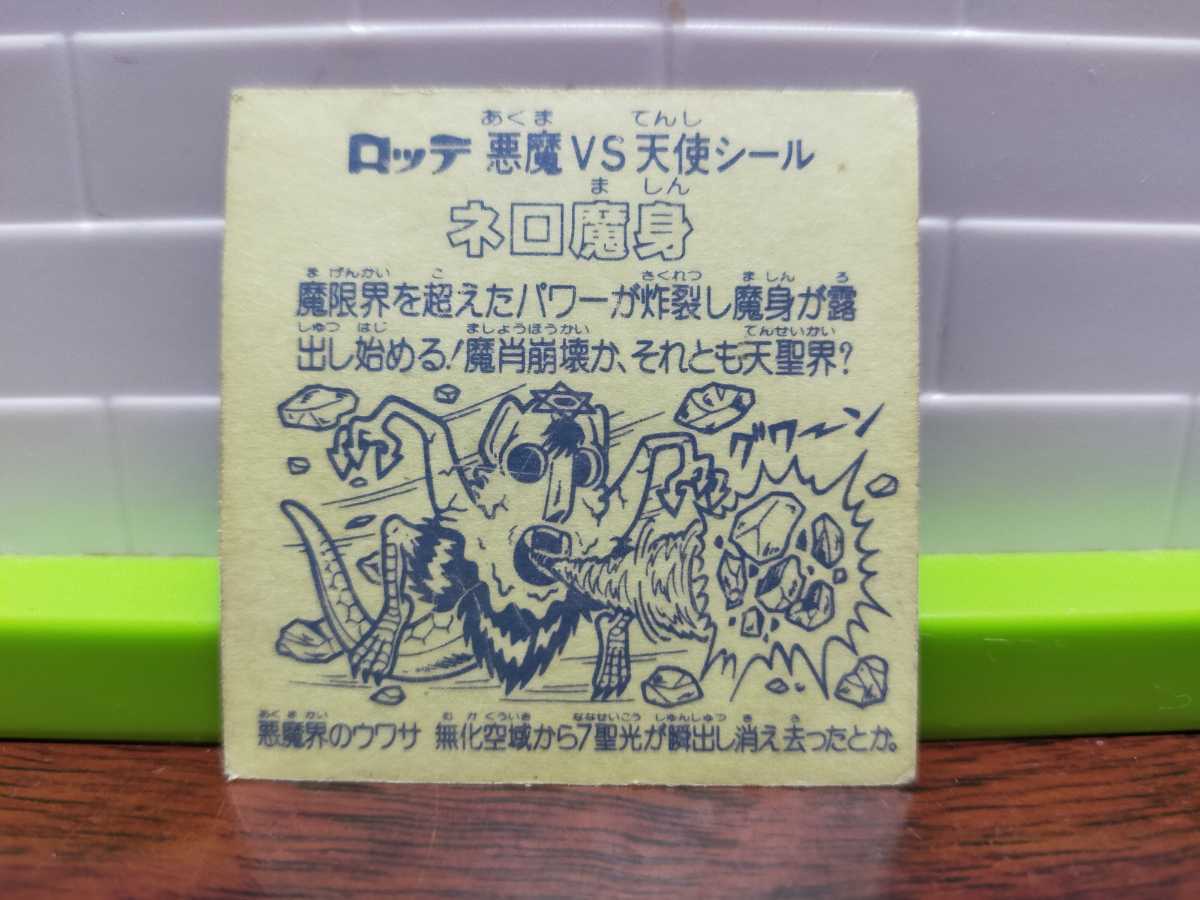 あくま てんし
ロッテ 悪魔VS天使シール
ま しん
ネロ魔身
ま げんかい こ さくれつ ま しん ろ
魔限界を超えたパワーが炸裂し魔身が露
しゅつ はじ ましょうほうかい てんせいかい
出し始める!魔肖崩壊か、それとも天聖界?
グワーン
あく ま かい む か くういき ななせいこう しゅんしゅつ き さ
悪魔界のウワサ 無化空域から7聖光が瞬出し消え去ったとか。